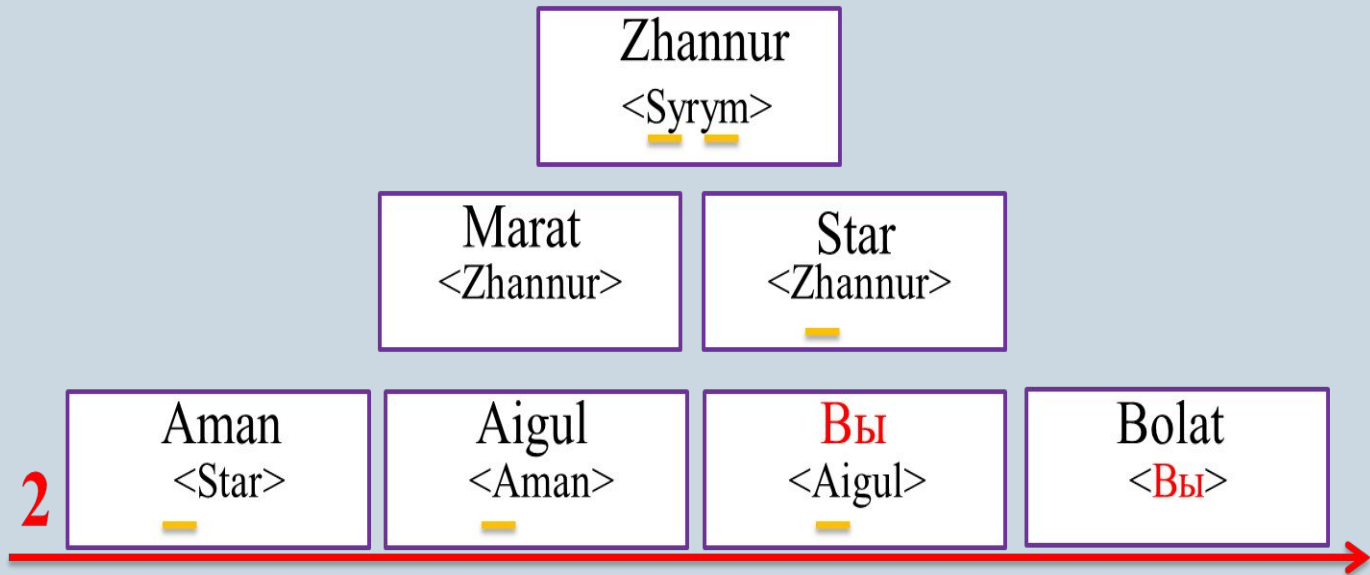 Zhannur
<Syrym>
Marat
<Zhannur>
Star
<Zhannur>
Aman
<Star>
Aigul
<Aman>
Вы
<Aigul>
Bolat
<Вы>
2